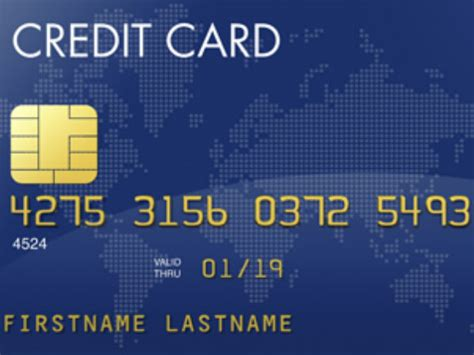 CREDIT CARD
4275 3156 0372 5493
4524
VALID
THRU 01/19
FIRSTNAME LASTNAME